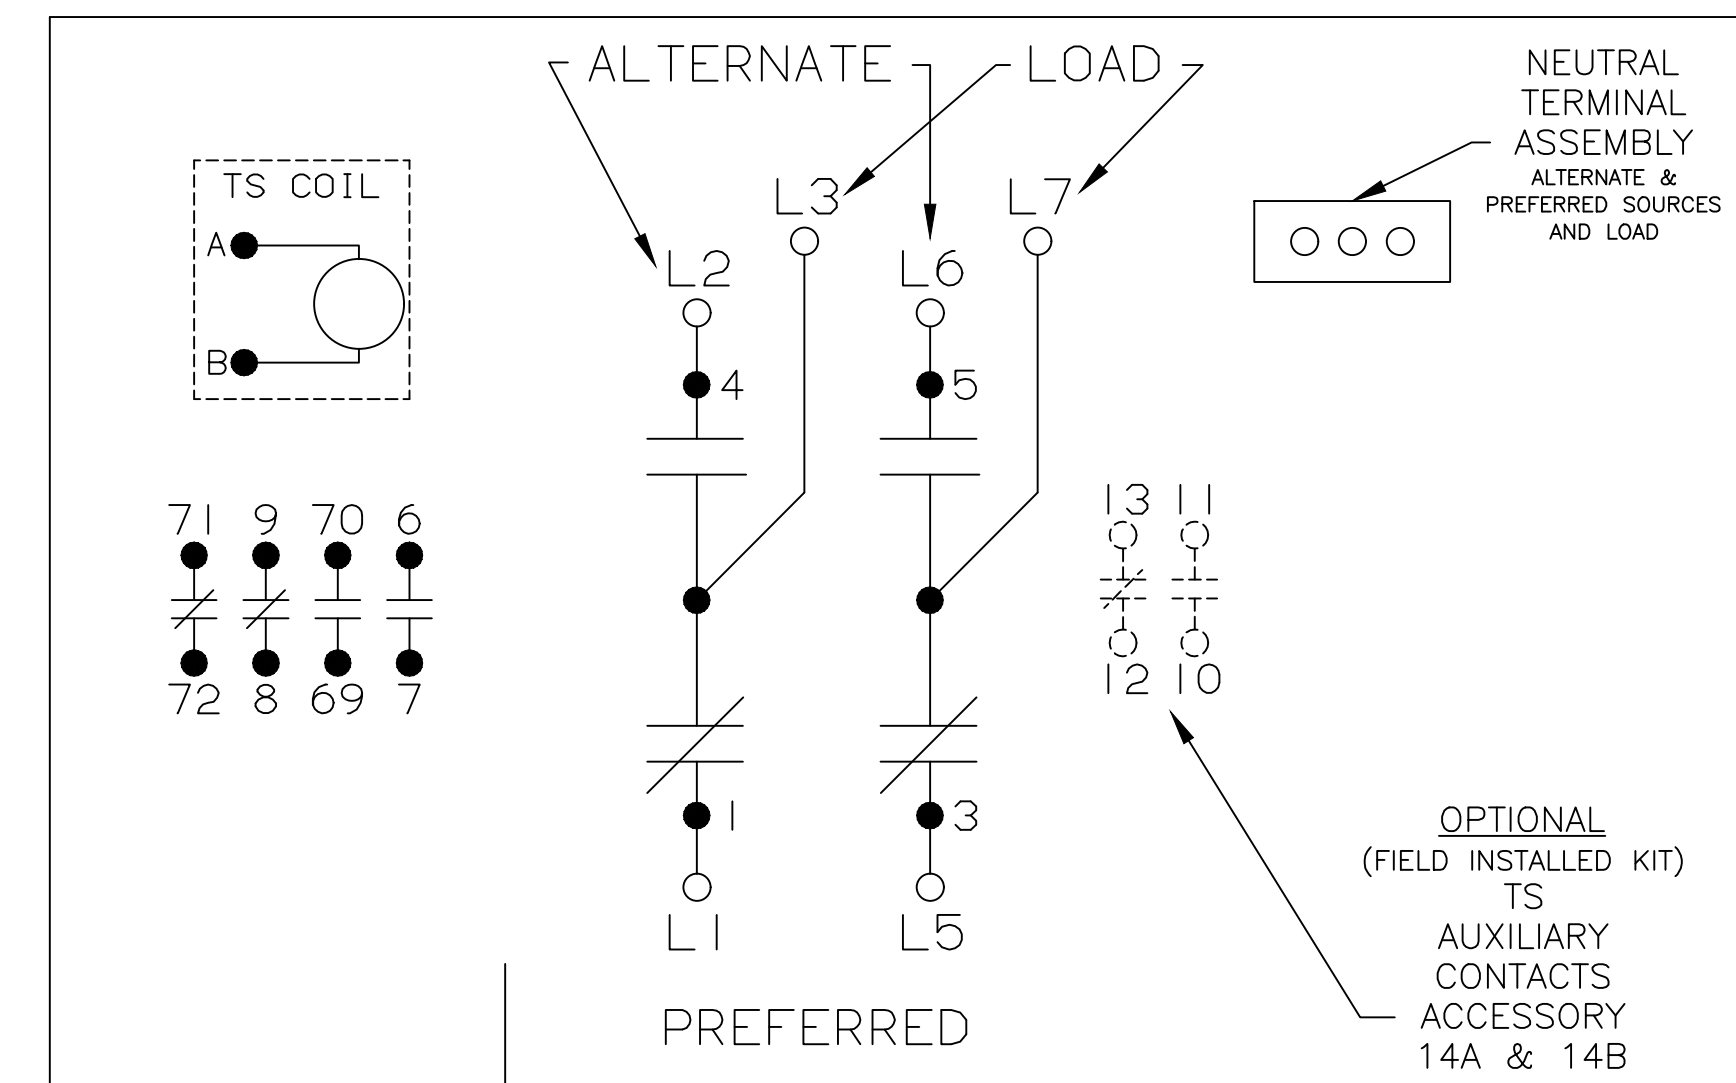 ALTERNATE
LOAD
NEUTRAL
TERMINAL
ASSEMBLY
ALTERNATE &
PREFERRED SOURCES
AND LOAD
TS COIL
A
B
L3
L7
L2
L6
4
5
71 9 70 6
72 8 69 7
13 11
12 10
1
3
L1
L5
PREFERRED
OPTIONAL
(FIELD INSTALLED KIT)
TS
AUXILIARY
CONTACTS
ACCESSORY
14A & 14B